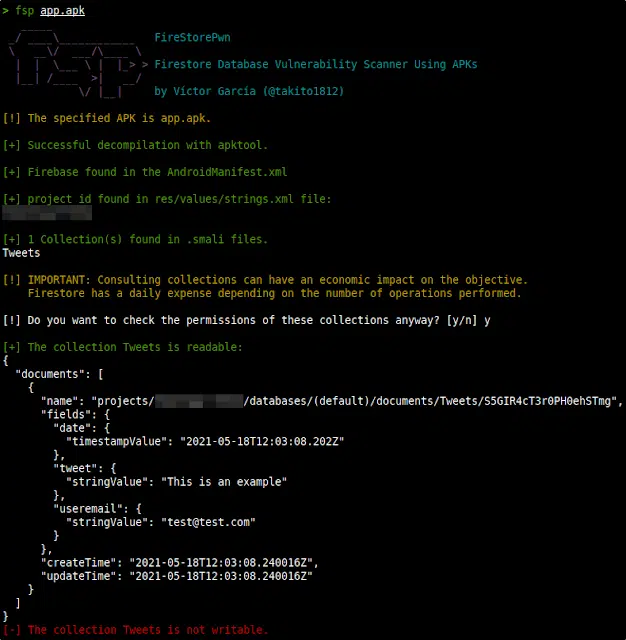 > fsp app.apk
FireStorePwn
Firestore Database Vulnerability Scanner Using APKs
by Víctor García (@takito1812)
[!] The specified APK is app.apk.
[+] Successful decompilation with apktool.
[+] Firebase found in the AndroidManifest.xml
[+] project id found in res/values/strings.xml file:
[+] 1 Collection(s) found in .smali files.
Tweets
[!] IMPORTANT: Consulting collections can have an economic impact on the objective.
Firestore has a daily expense depending on the number of operations performed.
[!] Do you want to check the permissions of these collections anyway? [y/n] y
[+] The collection Tweets is readable:
{
"documents": [
{
"name": "projects/ /databases/(default)/documents/Tweets/S5GIR4cT3r0PH0ehSTmg",
"fields": {
"date": {
"timestampValue": "2021-05-18T12:03:08.202Z"
},
"tweet": {
"stringValue": "This is an example"
},
"useremail": {
"stringValue": "test@test.com"
}
},
"createTime": "2021-05-18T12:03:08.240016Z",
"updateTime": "2021-05-18T12:03:08.240016Z"
}
]
}
[-] The collection Tweets is not writable.